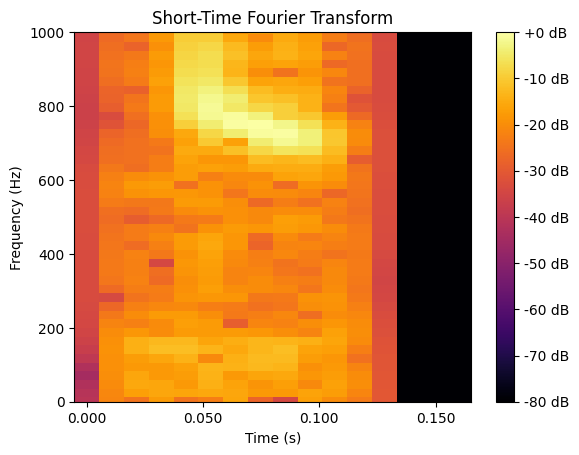 Short-Time Fourier Transform
Frequency (Hz)
1000
800
600
400
200
0
0.000
0.050
0.100
0.150
Time (s)
+0 dB
-10 dB
-20 dB
-30 dB
-40 dB
-50 dB
-60 dB
-70 dB
-80 dB